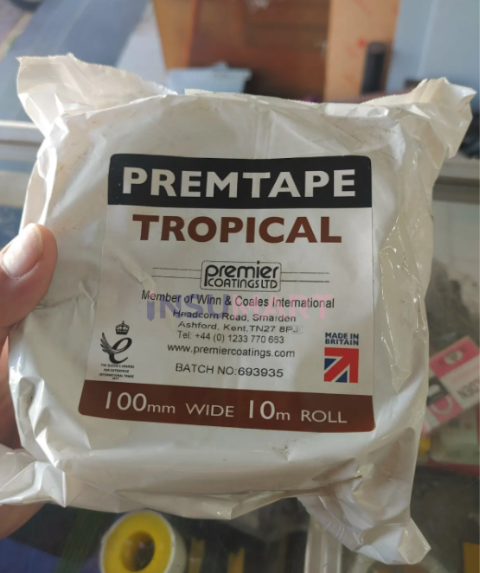 PREMTAPE
TROPICAL
premier
COATINGS LTD
Member of Winn & Coales International
Headcorn Road, Smarden
Ashford, Kent.TN27 8PJ
Tel: +44 (0) 1233 770 663
www.premiercoatings.com
BATCH NO:693935
MADE IN
BRITAIN
100mm WIDE 10m ROLL